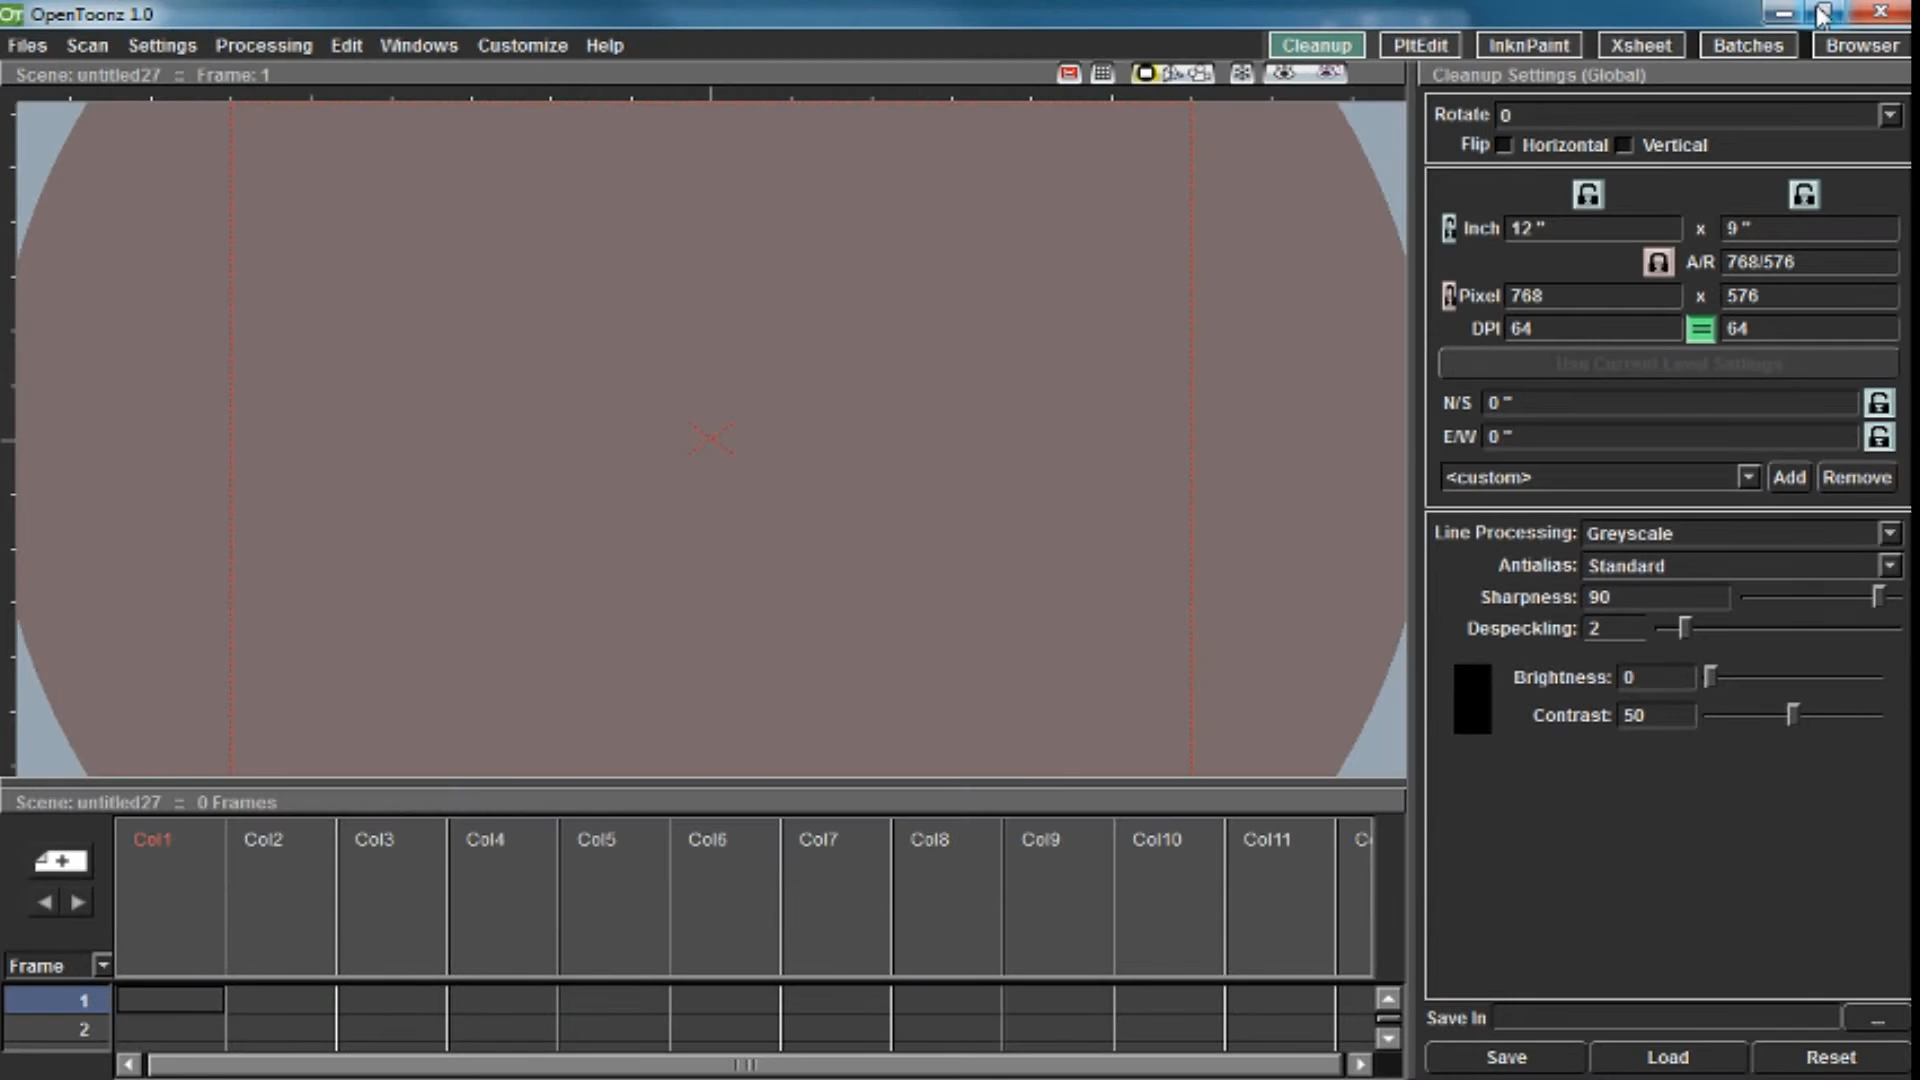 OpenToonz 1.0
Files Scan Settings Processing Edit Windows Customize Help Cleanup PltEdit InknPaint Xsheet Batches Browser
Scene: untitled27 :: Frame: 1
Cleanup Settings (Global)
Rotate 0
Flip Horizontal Vertical
Inch 12 " x 9 "
A/R 768/576
Pixel 768 x 576
DPI 64 64
Use Current Level Settings
N/S 0 "
E/W 0 "
<custom> Add Remove
Line Processing: Greyscale
Antialias: Standard
Sharpness: 90
Despeckling: 2
Brightness: 0
Contrast: 50
Scene: untitled27 :: 0 Frames
Col1 Col2 Col3 Col4 Col5 Col6 Col7 Col8 Col9 Col10 Col11
Frame
1
2
Save In ...
Save Load Reset